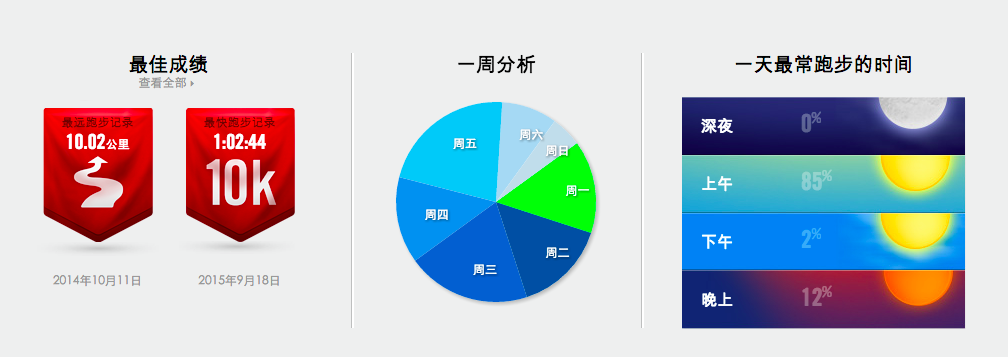 最佳成绩
查看全部
最远跑步记录
10.02公里
2014年10月11日
最快跑步记录
1:02:44
10k
2015年9月18日
一周分析
周六
周日
周一
周二
周三
周四
周五
一天最常跑步的时间
深夜 0%
上午 85%
下午 2%
晚上 12%